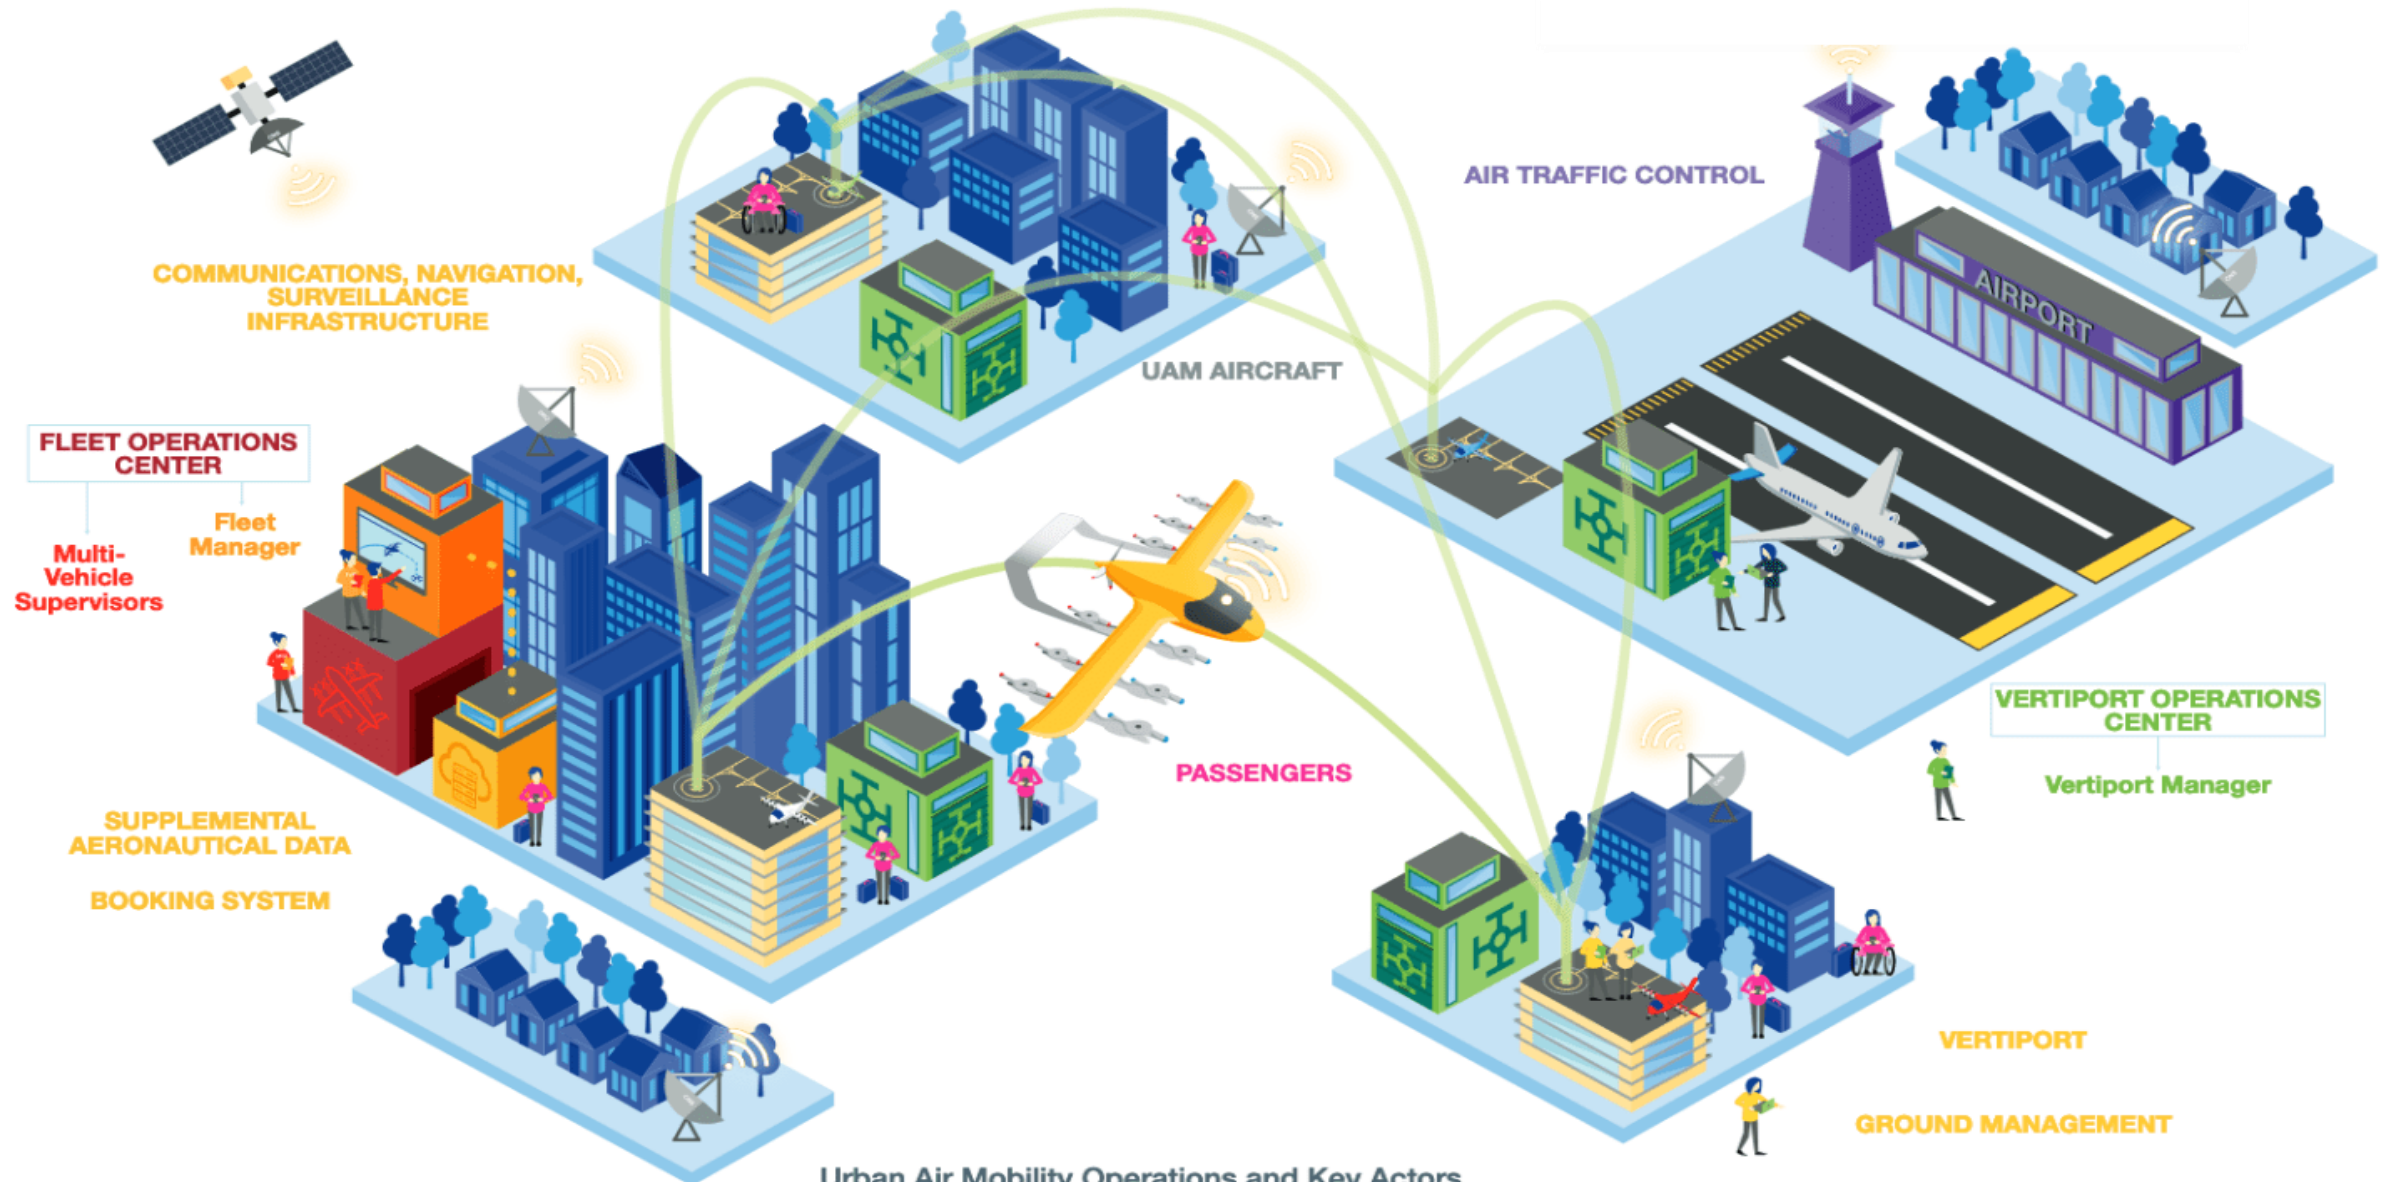 AIR TRAFFIC CONTROL
COMMUNICATIONS, NAVIGATION,
SURVEILLANCE
INFRASTRUCTURE
AIRPORT
UAM AIRCRAFT
FLEET OPERATIONS
CENTER
Fleet
Manager
Multi-
Vehicle
Supervisors
VERTIPORT OPERATIONS
CENTER
Vertiport Manager
PASSENGERS
SUPPLEMENTAL
AERONAUTICAL DATA
BOOKING SYSTEM
VERTIPORT
GROUND MANAGEMENT
Urban Air Mobility Operations and Key Actors